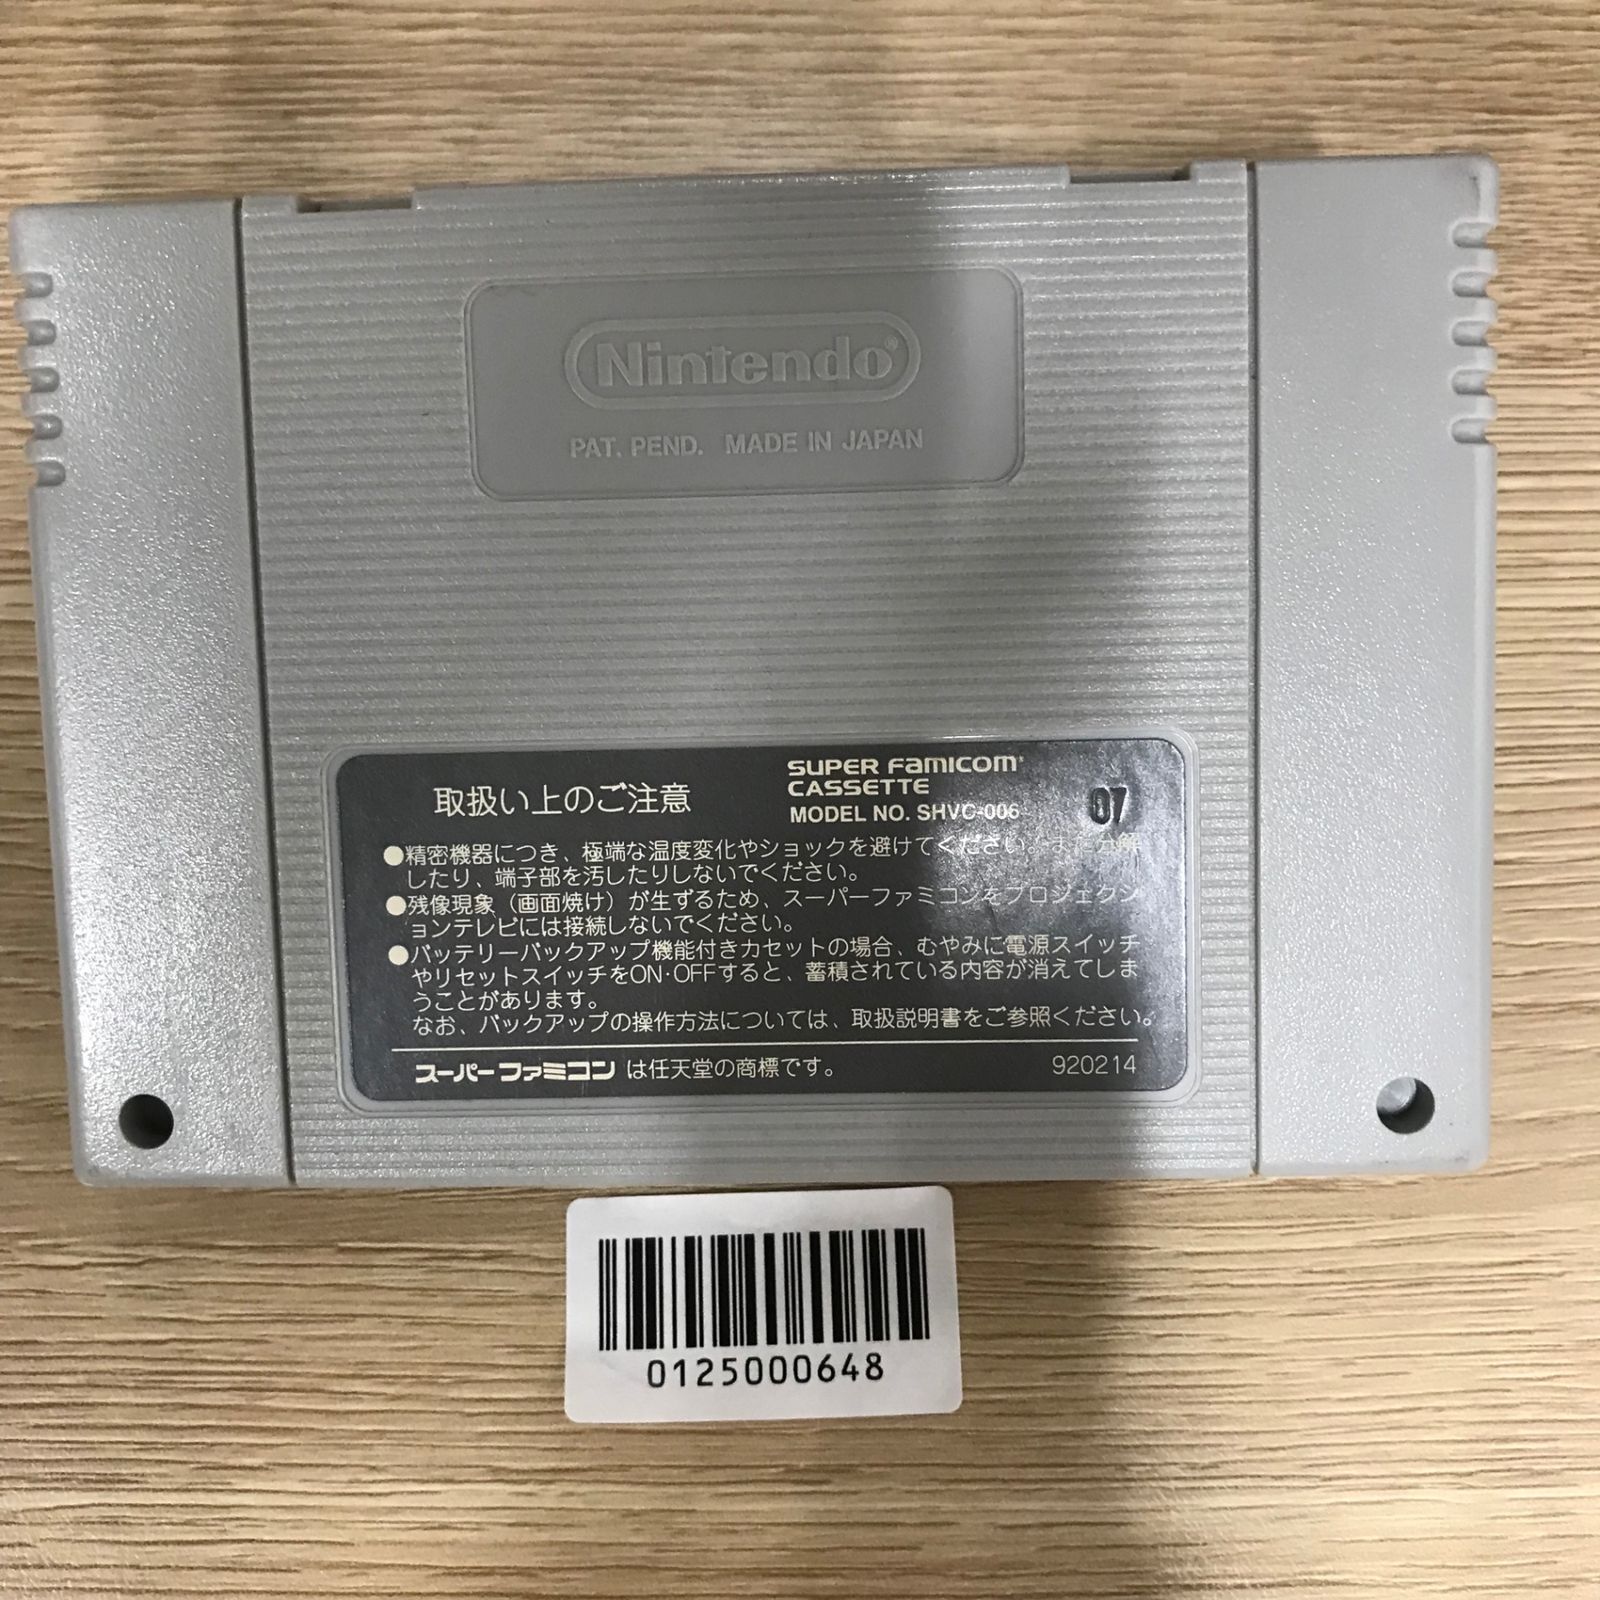 Nintendo®
PAT. PEND. MADE IN JAPAN
取扱い上のご注意
SUPER FAMICOM
CASSETTE
MODEL NO. SHVC-006
07
●精密機器につき、極端な温度変化やショックを避けてください。また分解
したり、端子部を汚したりしないでください。
●残像現象（画面焼け）が生ずるため、スーパーファミコンをプロジェクシ
ョンテレビには接続しないでください。
●バッテリーバックアップ機能付きカセットの場合、むやみに電源スイッチ
やリセットスイッチをON·OFFすると、蓄積されている内容が消えてしま
うことがあります。
なお、バックアップの操作方法については、取扱説明書をご参照ください。
スーパーファミコン は任天堂の商標です。
920214
0125000648